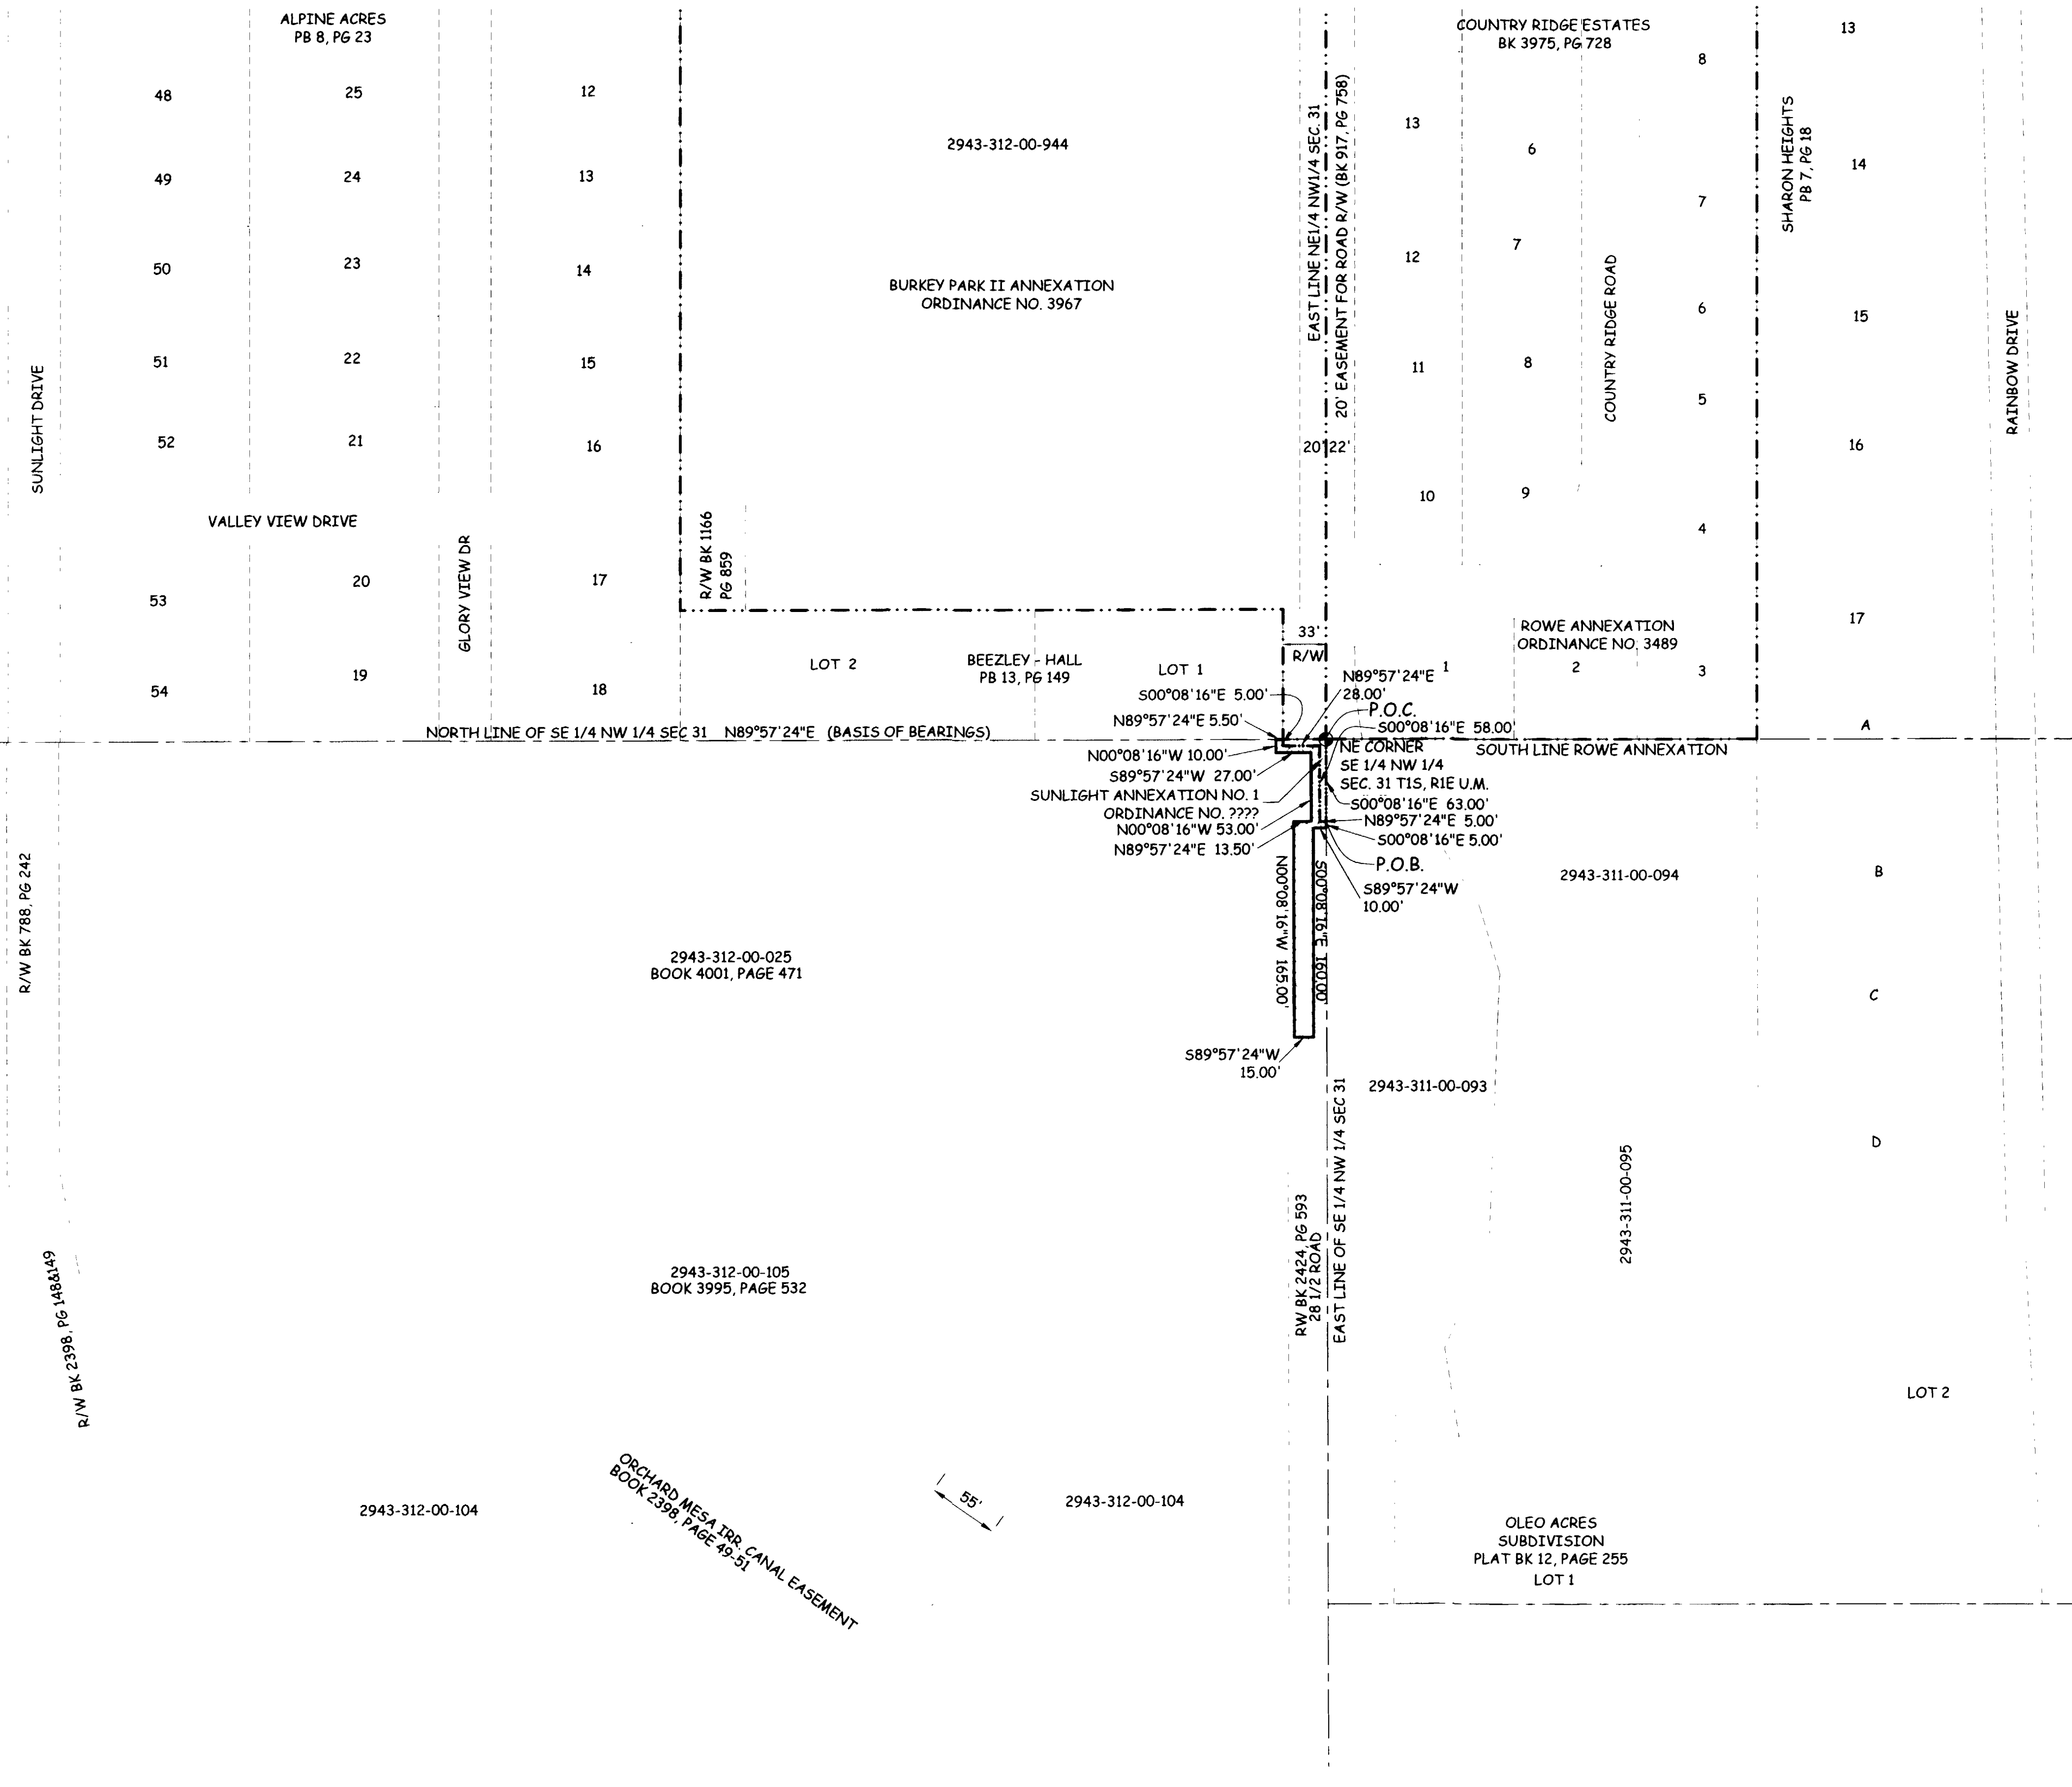 ALPINE ACRES
PB 8, PG 23
COUNTRY RIDGE ESTATES
BK 3975, PG 728
13
8
48
25
12
2943-312-00-944
EAST LINE NE1/4 NW1/4 SEC. 31
20' EASEMENT FOR ROAD R/W (BK 917, PG 758)
13
6
SHARON HEIGHTS
PB 7, PG 18
14
49
24
13
7
50
23
14
BURKEY PARK II ANNEXATION
ORDINANCE NO. 3967
12
7
COUNTRY RIDGE ROAD
6
15
RAINBOW DRIVE
SUNLIGHT DRIVE
51
22
15
11
8
5
52
21
16
20'
22'
16
10
9
4
VALLEY VIEW DRIVE
GLORY VIEW DR
R/W BK 1166
PG 859
53
20
17
33'
R/W
ROWE ANNEXATION
ORDINANCE NO. 3489
17
54
19
18
LOT 2
BEEZLEY - HALL
PB 13, PG 149
LOT 1
1
2
3
N89°57'24"E
28.00'
S00°08'16"E 5.00'
P.O.C.
N89°57'24"E 5.50'
S00°08'16"E 58.00'
A
NORTH LINE OF SE 1/4 NW 1/4 SEC 31 N89°57'24"E (BASIS OF BEARINGS)
SOUTH LINE ROWE ANNEXATION
N00°08'16"W 10.00'
NE CORNER
SE 1/4 NW 1/4
SEC. 31 T1S, R1E U.M.
S89°57'24"W 27.00'
SUNLIGHT ANNEXATION NO. 1
ORDINANCE NO. ????
S00°08'16"E 63.00'
N89°57'24"E 5.00'
N00°08'16"W 53.00'
S00°08'16"E 5.00'
N89°57'24"E 13.50'
P.O.B.
S89°57'24"W
10.00'
2943-311-00-094
B
R/W BK 788, PG 242
N00°08'16"W 165.00'
S00°08'16"E 160.00'
2943-312-00-025
BOOK 4001, PAGE 471
C
S89°57'24"W
15.00'
2943-311-00-093
D
2943-311-00-095
RW BK 2424, PG 593
28 1/2 ROAD
EAST LINE OF SE 1/4 NW 1/4 SEC 31
R/W BK 2398, PG 148&149
2943-312-00-105
BOOK 3995, PAGE 532
LOT 2
ORCHARD MESA IRR. CANAL EASEMENT
BOOK 2398, PAGE 49-51
55'
2943-312-00-104
2943-312-00-104
OLEO ACRES
SUBDIVISION
PLAT BK 12, PAGE 255
LOT 1